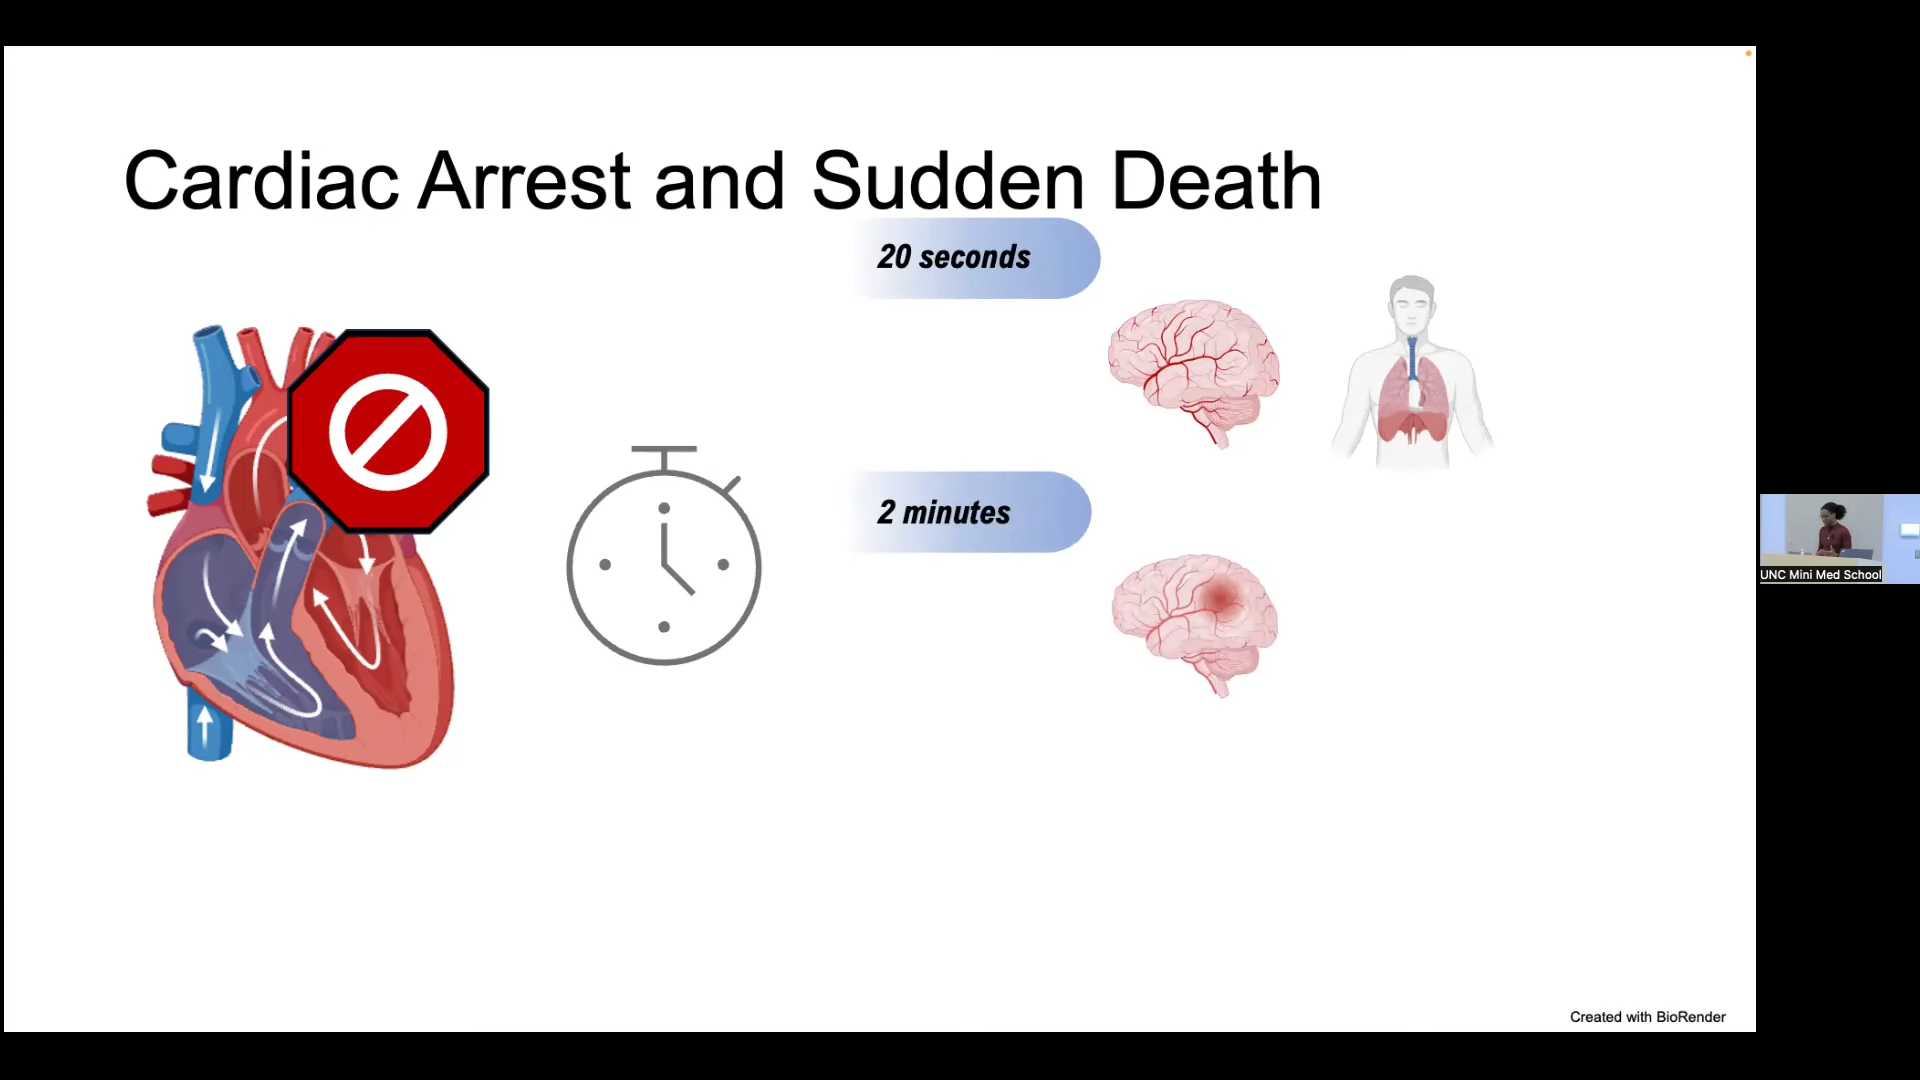 Cardiac Arrest and Sudden Death
20 seconds
2 minutes
UNC Mini Med School
Created with BioRender